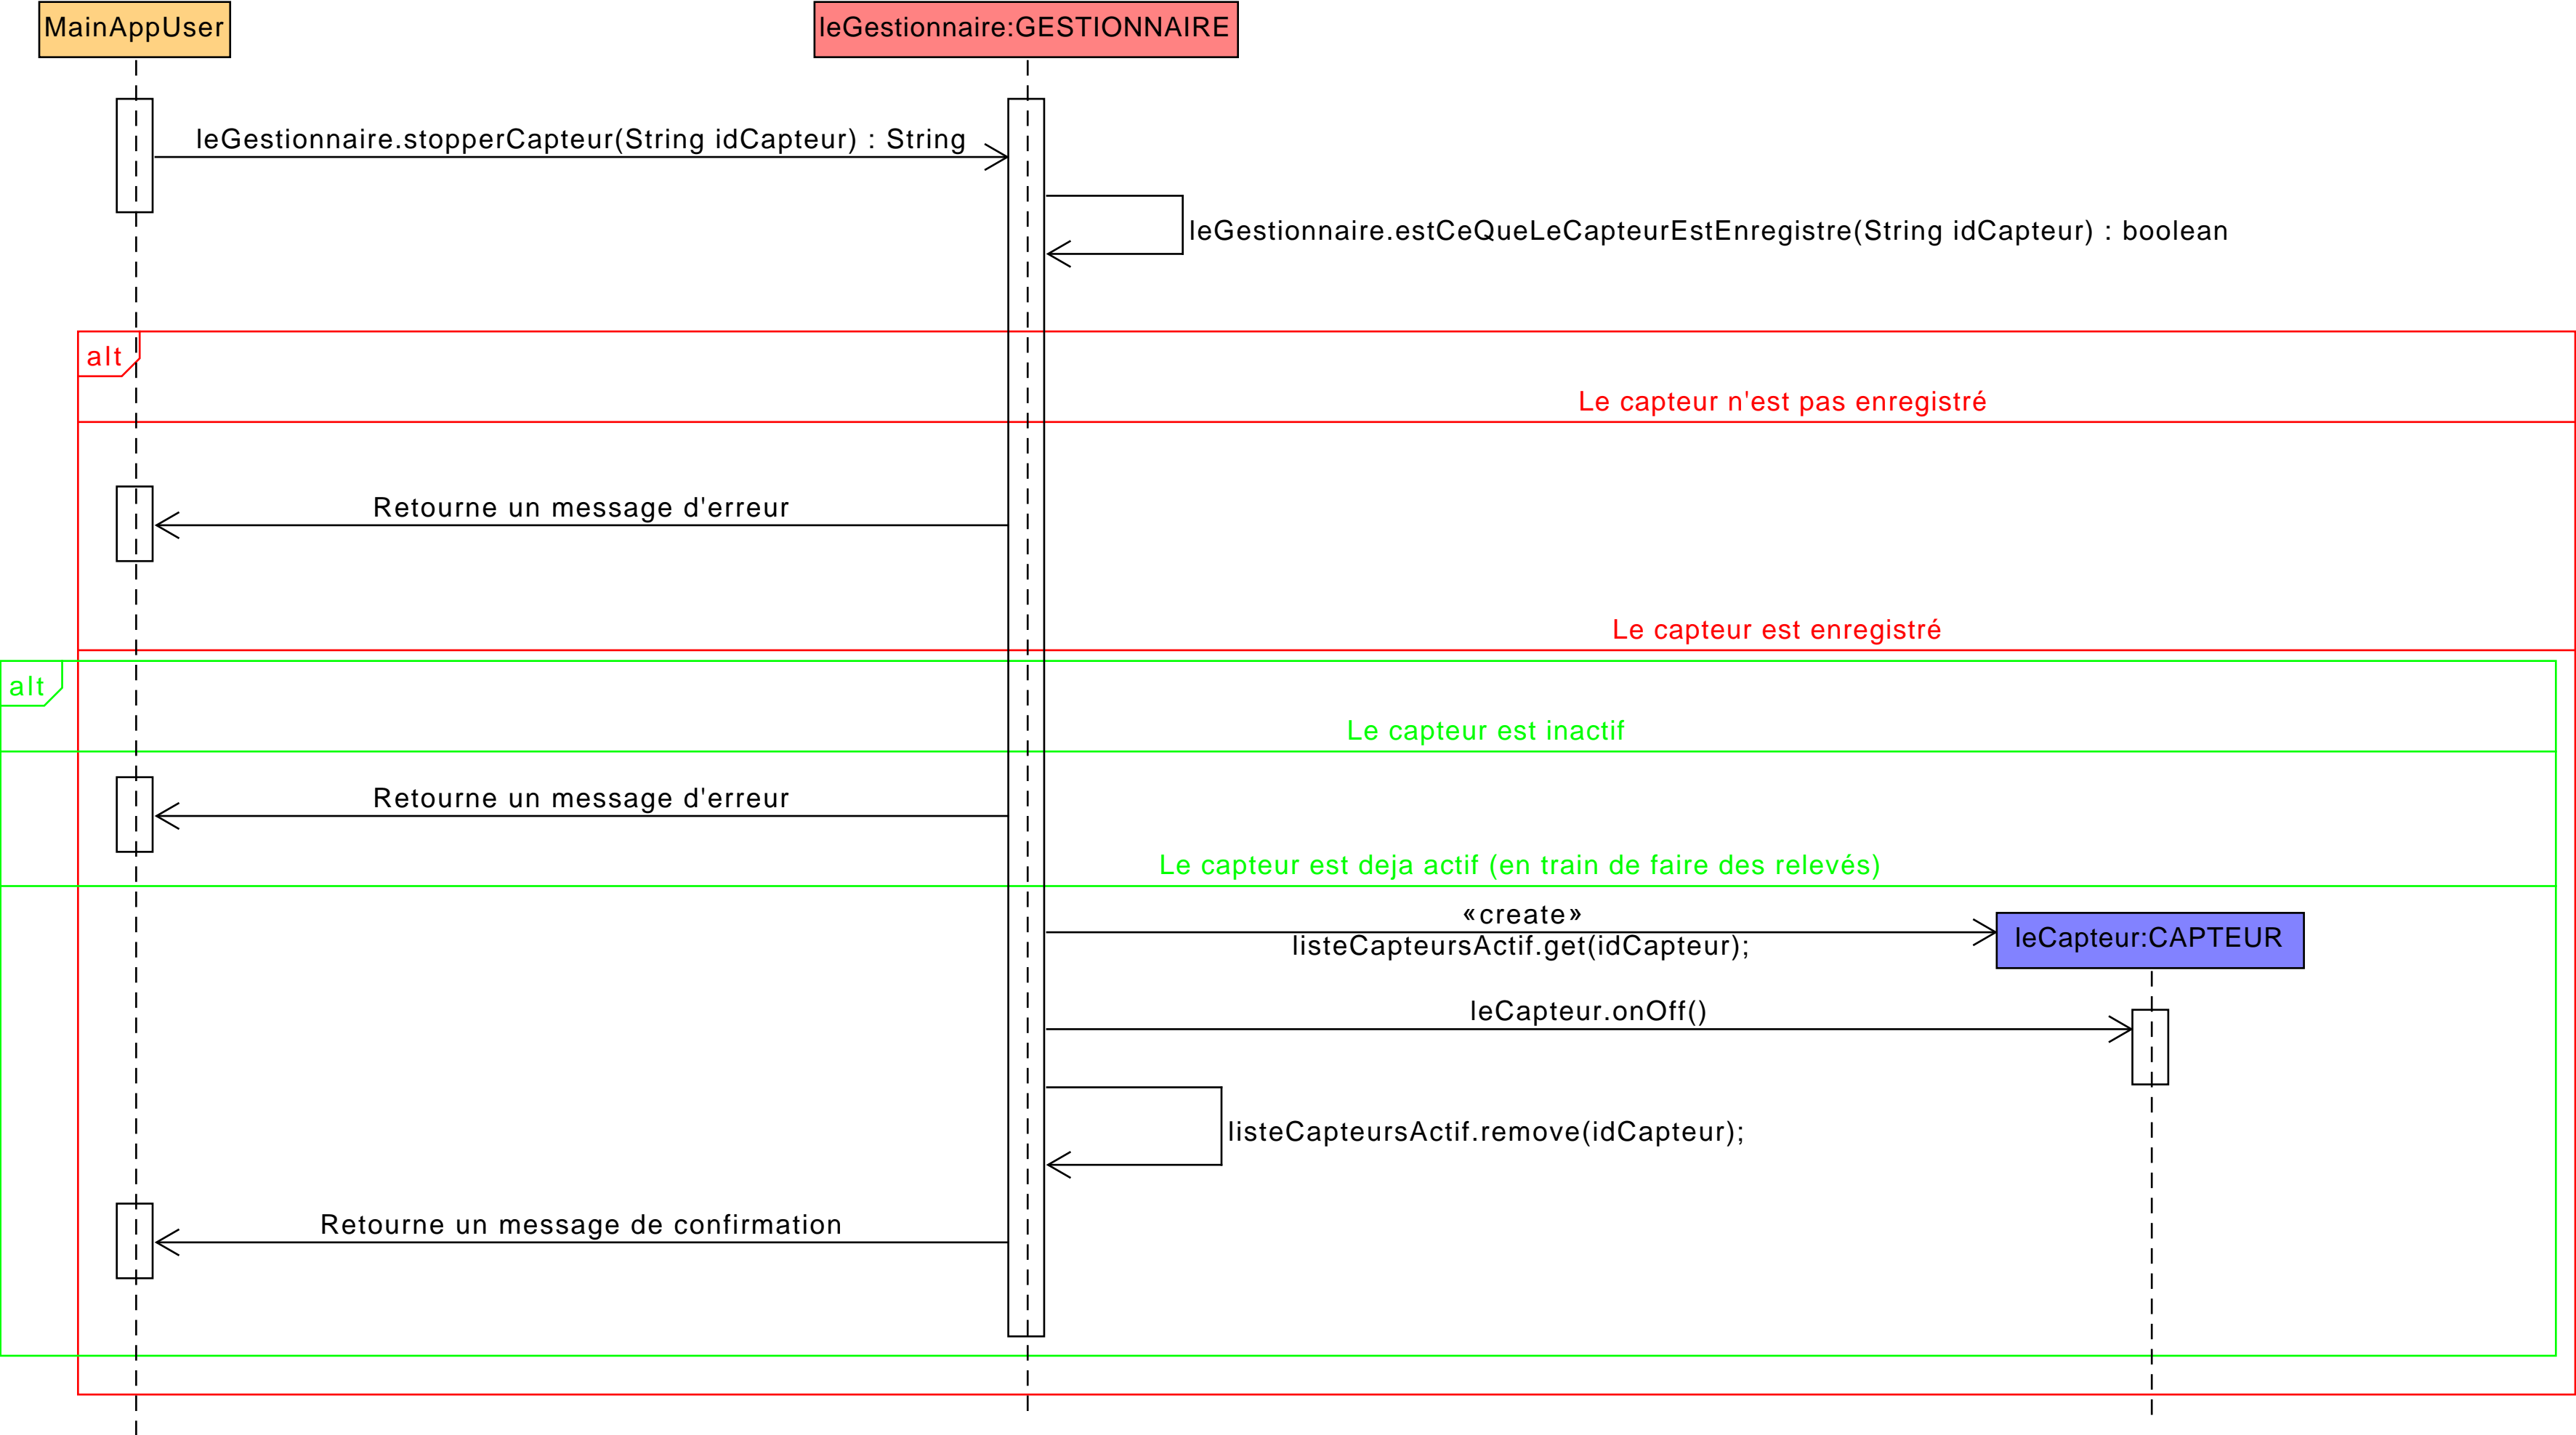 MainAppUser
leGestionnaire:GESTIONNAIRE
leGestionnaire.stopperCapteur(String idCapteur) : String
leGestionnaire.estCeQueLeCapteurEstEnregistre(String idCapteur) : boolean
alt
Le capteur n'est pas enregistré
Retourne un message d'erreur
Le capteur est enregistré
alt
Le capteur est inactif
Retourne un message d'erreur
Le capteur est deja actif (en train de faire des relevés)
«create»
listeCapteursActif.get(idCapteur);
leCapteur:CAPTEUR
leCapteur.onOff()
listeCapteursActif.remove(idCapteur);
Retourne un message de confirmation